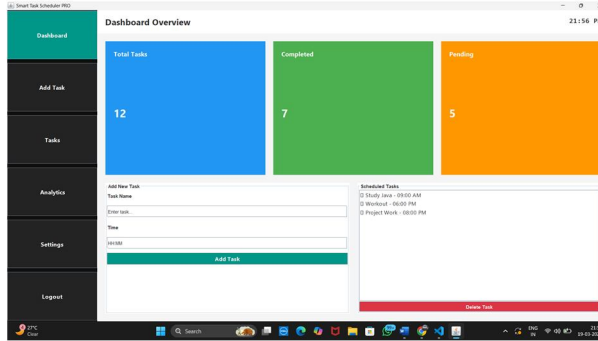 Smart Task Scheduler PRO
Dashboard
Dashboard Overview
21:56 P
Total Tasks
12
Completed
7
Pending
5
Add Task
Tasks
Analytics
Settings
Logout
Add New Task
Task Name
Enter task...
Time
HH:MM
Add Task
Scheduled Tasks
Study Java - 09:00 AM
Workout - 06:00 PM
Project Work - 08:00 PM
Delete Task
27°C
Clear
Search
ENG
IN